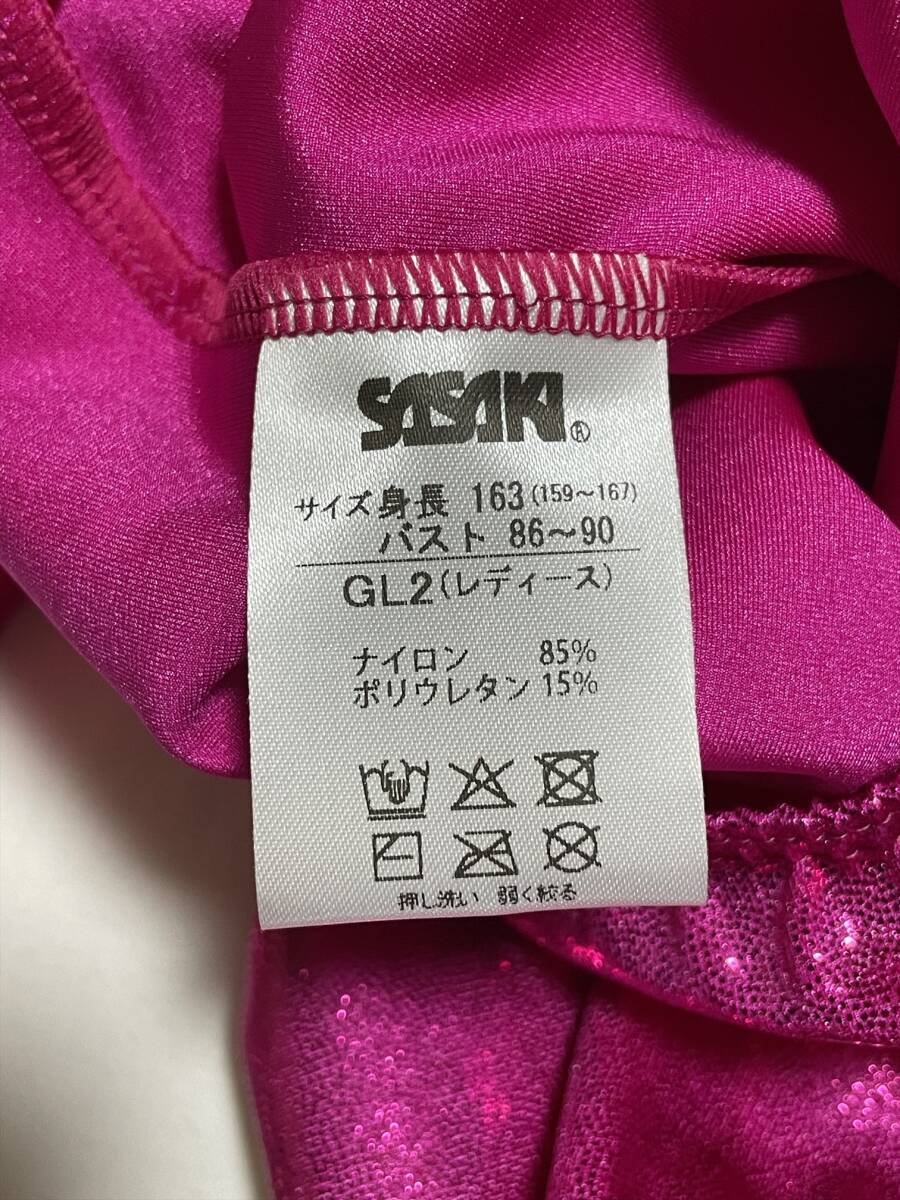 SASAKI®
サイズ 身長 163 (159~167)
バスト 86~90
GL2(レディース)
ナイロン 85%
ポリウレタン 15%
押し洗い 弱く絞る